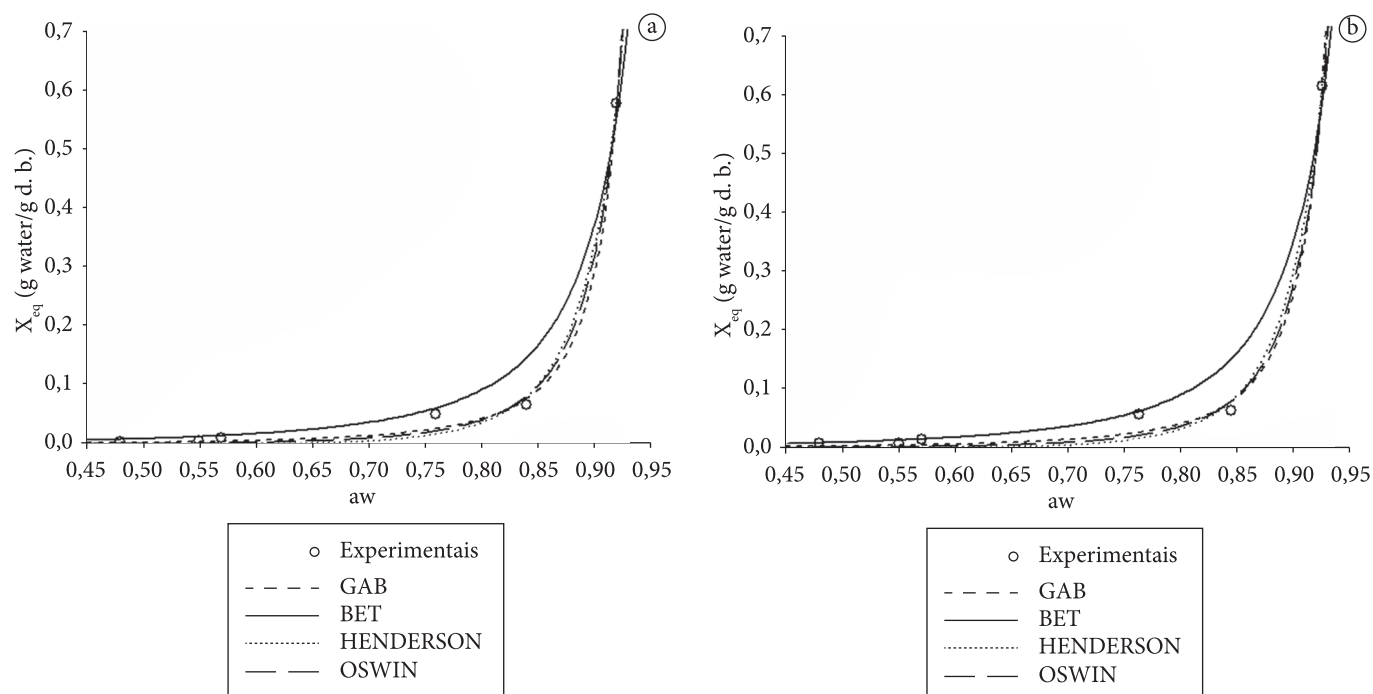 a
0,7
0,6
0,5
0,4
0,3
0,2
0,1
0,0
X_eq (g water/g d. b.)
0,45 0,50 0,55 0,60 0,65 0,70 0,75 0,80 0,85 0,90 0,95
aw
Experimentais
GAB
BET
HENDERSON
OSWIN
b
0,7
0,6
0,5
0,4
0,3
0,2
0,1
0,0
X_eq (g water/g d. b.)
0,45 0,50 0,55 0,60 0,65 0,70 0,75 0,80 0,85 0,90 0,95
aw
Experimentais
GAB
BET
HENDERSON
OSWIN